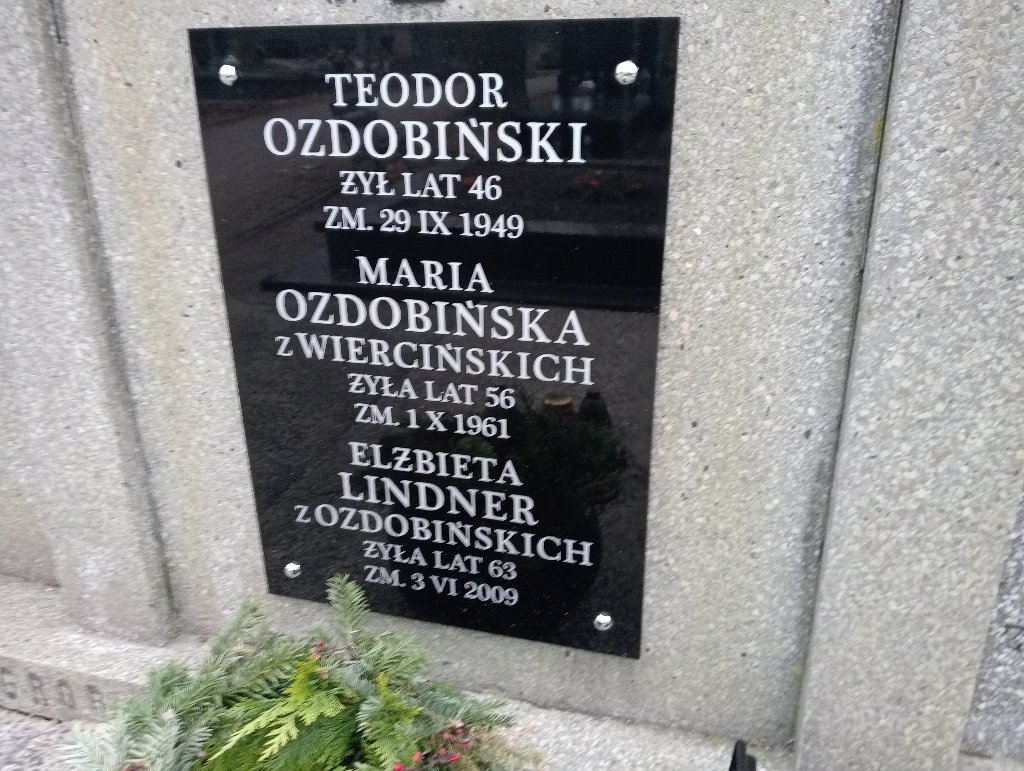 TEODOR
OZDOBIŃSKI
ŻYŁ LAT 46
ZM. 29 IX 1949
MARIA
OZDOBIŃSKA
z WIERCIŃSKICH
ŻYŁA LAT 56
ZM. 1 X 1961
ELŻBIETA
LINDNER
z OZDOBIŃSKICH
ŻYŁA LAT 63
ZM. 3 VI 2009
GRÓB